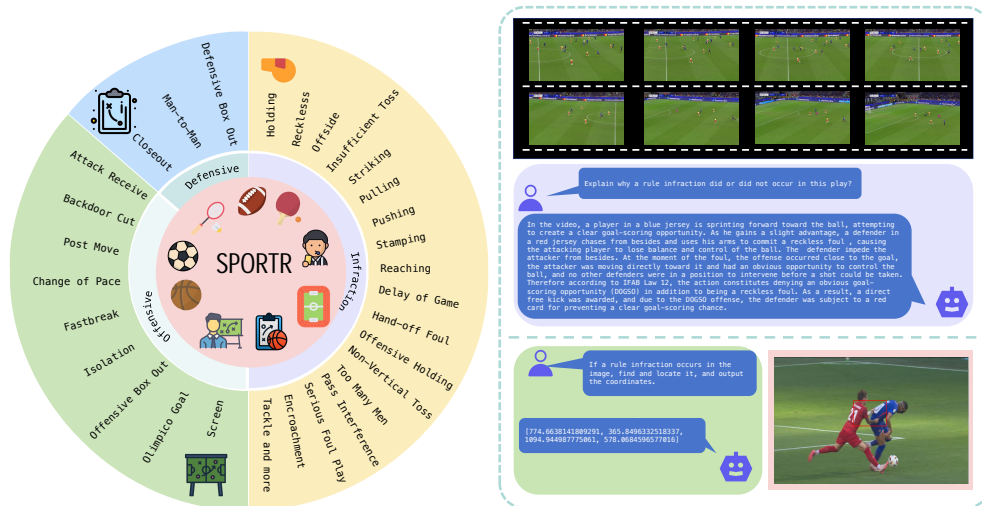 Defensive Box Out
Man-to-Man
Closeout
Defensive
Attack Receive
Backdoor Cut
Post Move
Change of Pace
Fastbreak
Isolation
Offensive Box Out
Olimpico Goal
Screen
Offensive
SPORTR
Infraction
Holding
Recklesss
Offside
Insufficient Toss
Striking
Pulling
Pushing
Stamping
Reaching
Delay of Game
Hand-off Foul
Offensive Holding
Non-Vertical Toss
Too Many Men
Pass Interference
Serious Foul Play
Encroachment
Tackle and more
Explain why a rule infraction did or did not occur in this play?
In the video, a player in a blue jersey is sprinting forward toward the ball, attempting
to create a clear goal-scoring opportunity. As he gains a slight advantage, a defender in
a red jersey chases from besides and uses his arms to commit a reckless foul , causing
the attacking player to lose balance and control of the ball. The  defender impede the
attacker from besides. At the moment of the foul, the offense occurred close to the goal,
the attacker was moving directly toward it and had an obvious opportunity to control the
ball, and no other defenders were in a position to intervene before a shot could be taken.
Therefore according to IFAB Law 12, the action constitutes denying an obvious goal-
scoring opportunity (DOGSO) in addition to being a reckless foul. As a result, a direct
free kick was awarded, and due to the DOGSO offense, the defender was subject to a red
card for preventing a clear goal-scoring chance.
If a rule infraction occurs in the
image, find and locate it, and output
the coordinates.
[774.6638141809291, 365.8496332518337,
1094.944987775061, 578.0684596577016]